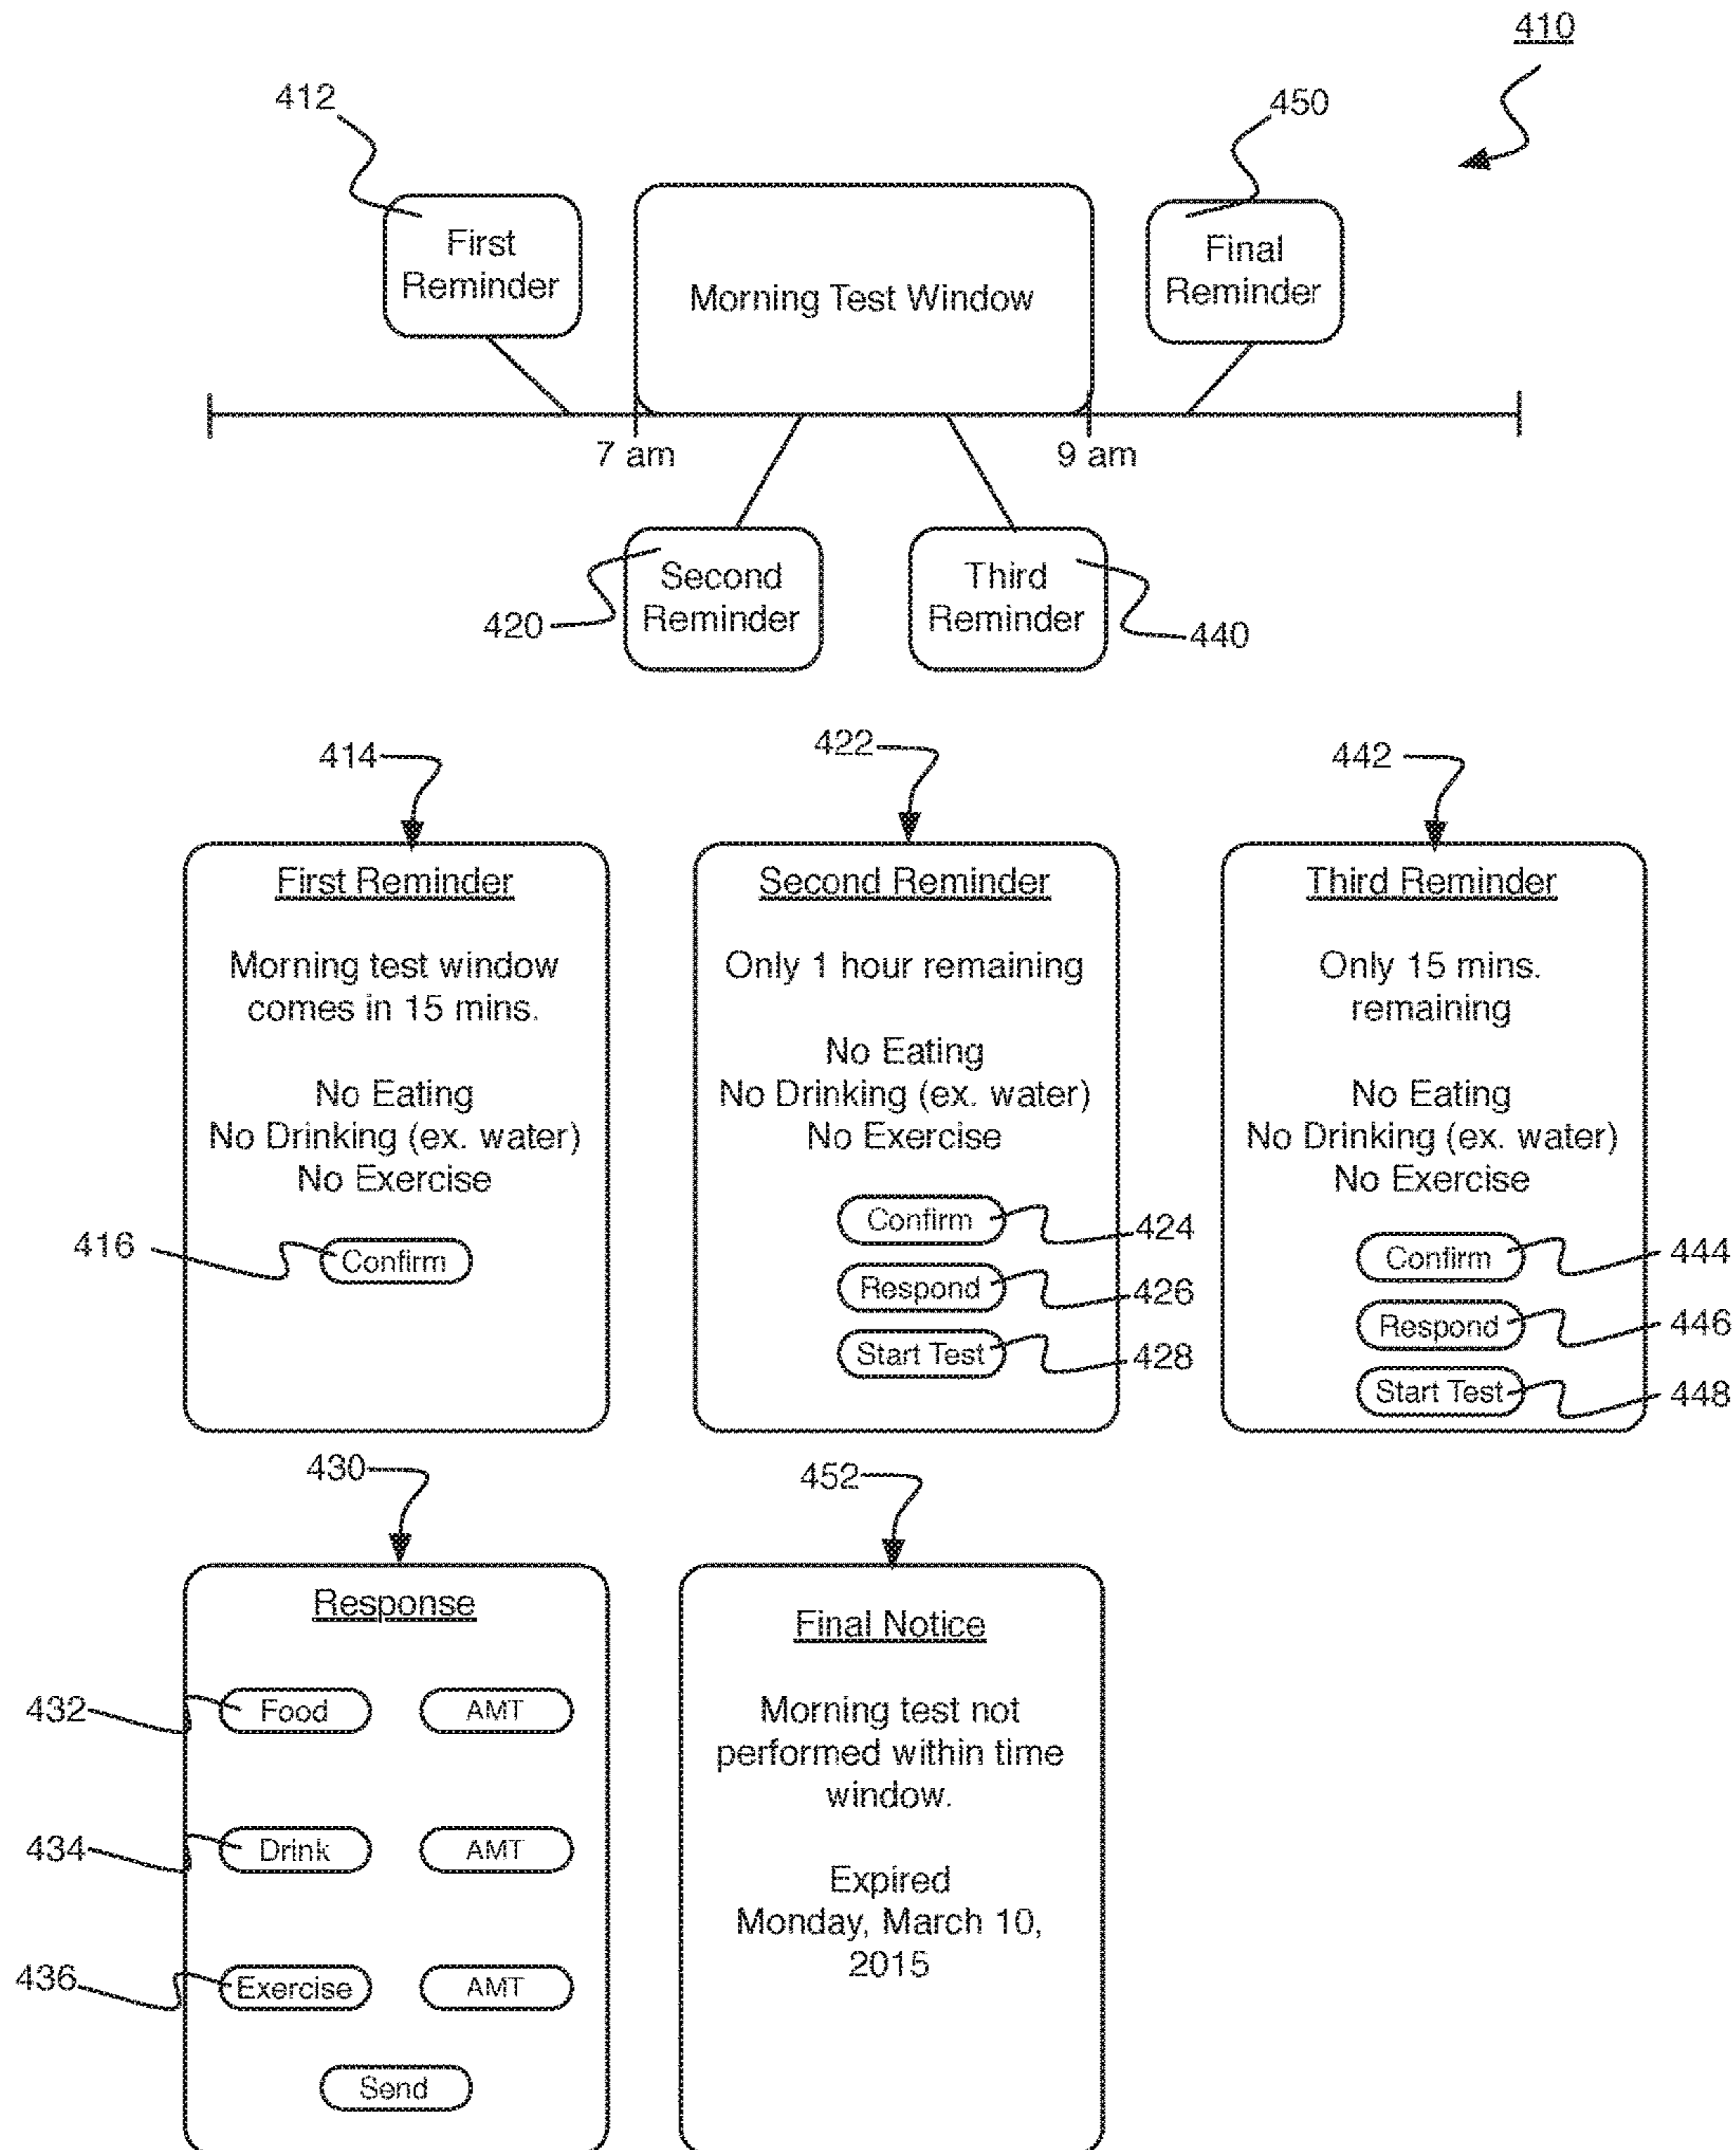 410
412
450
First
Reminder
Morning Test Window
Final
Reminder
7 am
9 am
Second
Reminder
Third
Reminder
420
440
414
422
442
First Reminder
Morning test window
comes in 15 mins.
No Eating
No Drinking (ex. water)
No Exercise
416
Confirm
Second Reminder
Only 1 hour remaining
No Eating
No Drinking (ex. water)
No Exercise
Confirm
424
Respond
426
Start Test
428
Third Reminder
Only 15 mins.
remaining
No Eating
No Drinking (ex. water)
No Exercise
Confirm
444
Respond
446
Start Test
448
430
452
Response
432
Food
AMT
434
Drink
AMT
436
Exercise
AMT
Send
Final Notice
Morning test not
performed within time
window.
Expired
Monday, March 10,
2015